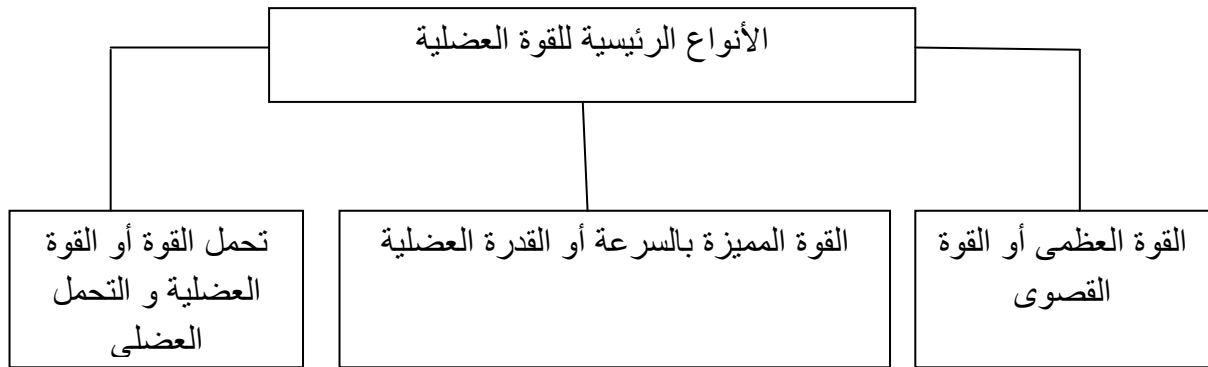 الأنواع الرئيسية للقوة العضلية
القوة العظمى أو القوة
القصوى
القوة المميزة بالسرعة أو القدرة العضلية
تحمل القوة أو القوة
العضلية و التحمل
العضلي